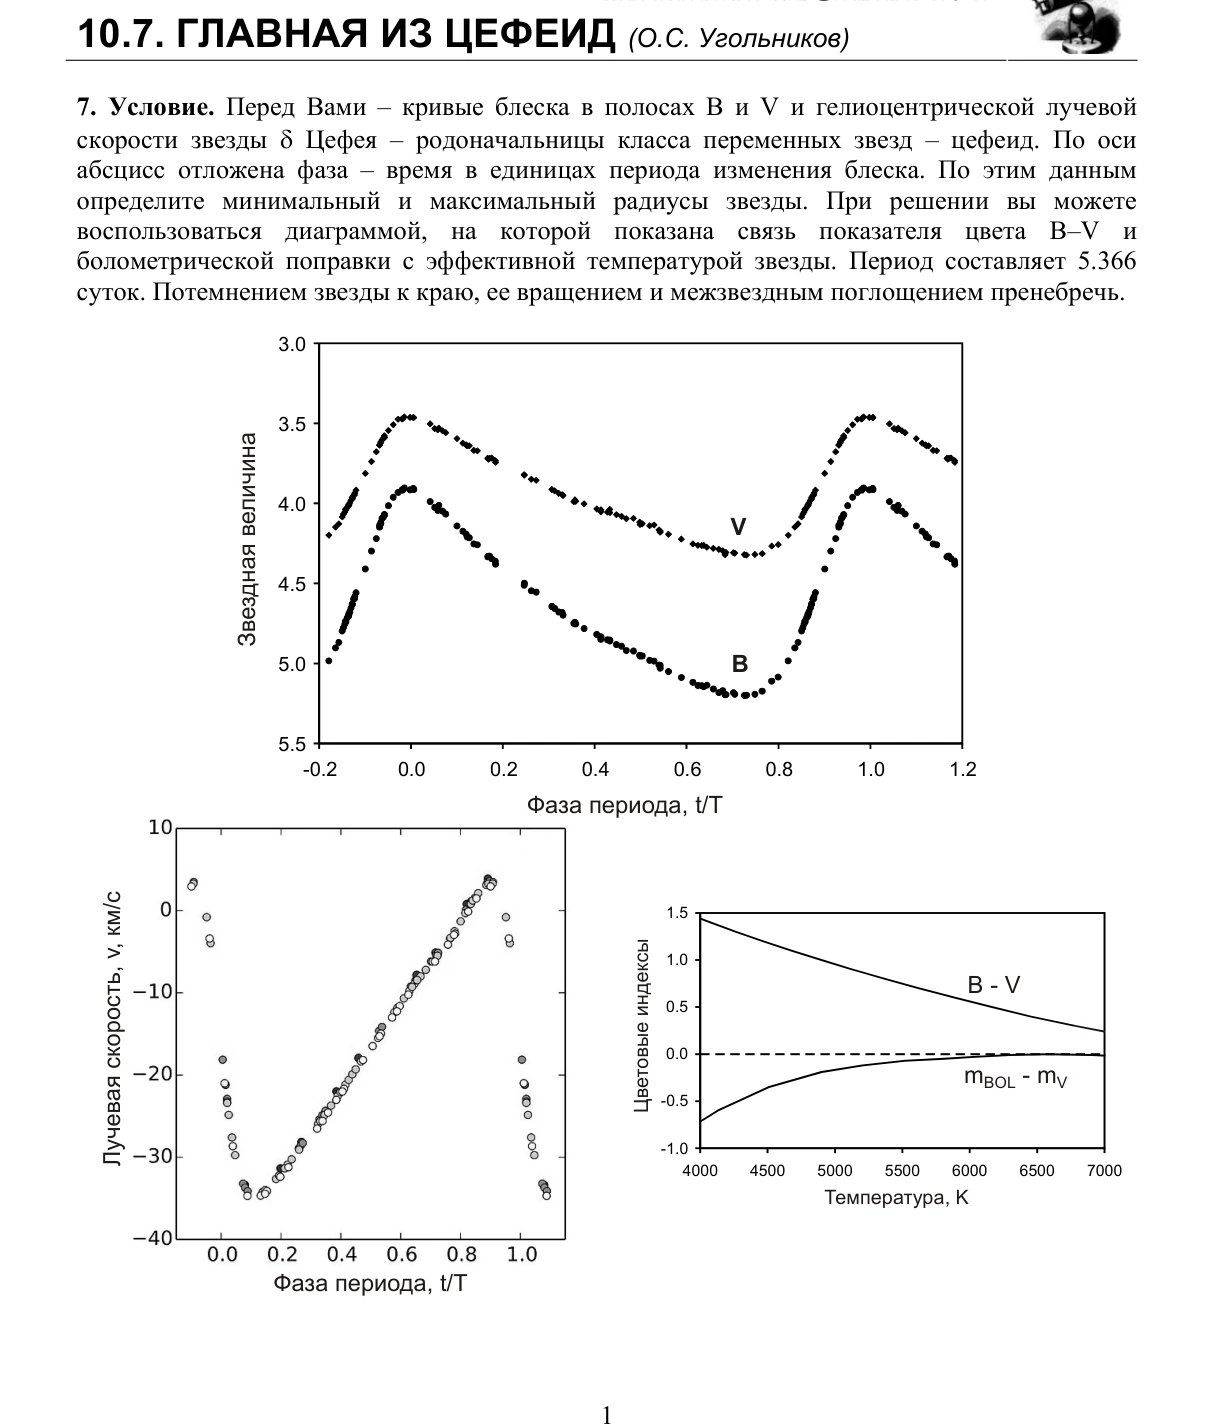 10.7. ГЛАВНАЯ ИЗ ЦЕФЕИД (О.С. Угольников)
7. Условие. Перед Вами – кривые блеска в полосах B и V и гелиоцентрической лучевой
скорости звезды δ Цефея – родоначальницы класса переменных звезд – цефеид. По оси
абсцисс отложена фаза – время в единицах периода изменения блеска. По этим данным
определите минимальный и максимальный радиусы звезды. При решении вы можете
воспользоваться диаграммой, на которой показана связь показателя цвета B–V и
болометрической поправки с эффективной температурой звезды. Период составляет 5.366
суток. Потемнением звезды к краю, ее вращением и межзвездным поглощением пренебречь.
3.0
3.5
4.0
4.5
5.0
5.5
Звездная величина
V
B
-0.2 0.0 0.2 0.4 0.6 0.8 1.0 1.2
Фаза периода, t/T
10
0
−10
−20
−30
−40
Лучевая скорость, v, км/с
0.0 0.2 0.4 0.6 0.8 1.0
Фаза периода, t/T
1.5
1.0
0.5
0.0
-0.5
-1.0
Цветовые индексы
B - V
mBOL - mV
4000 4500 5000 5500 6000 6500 7000
Температура, K
1